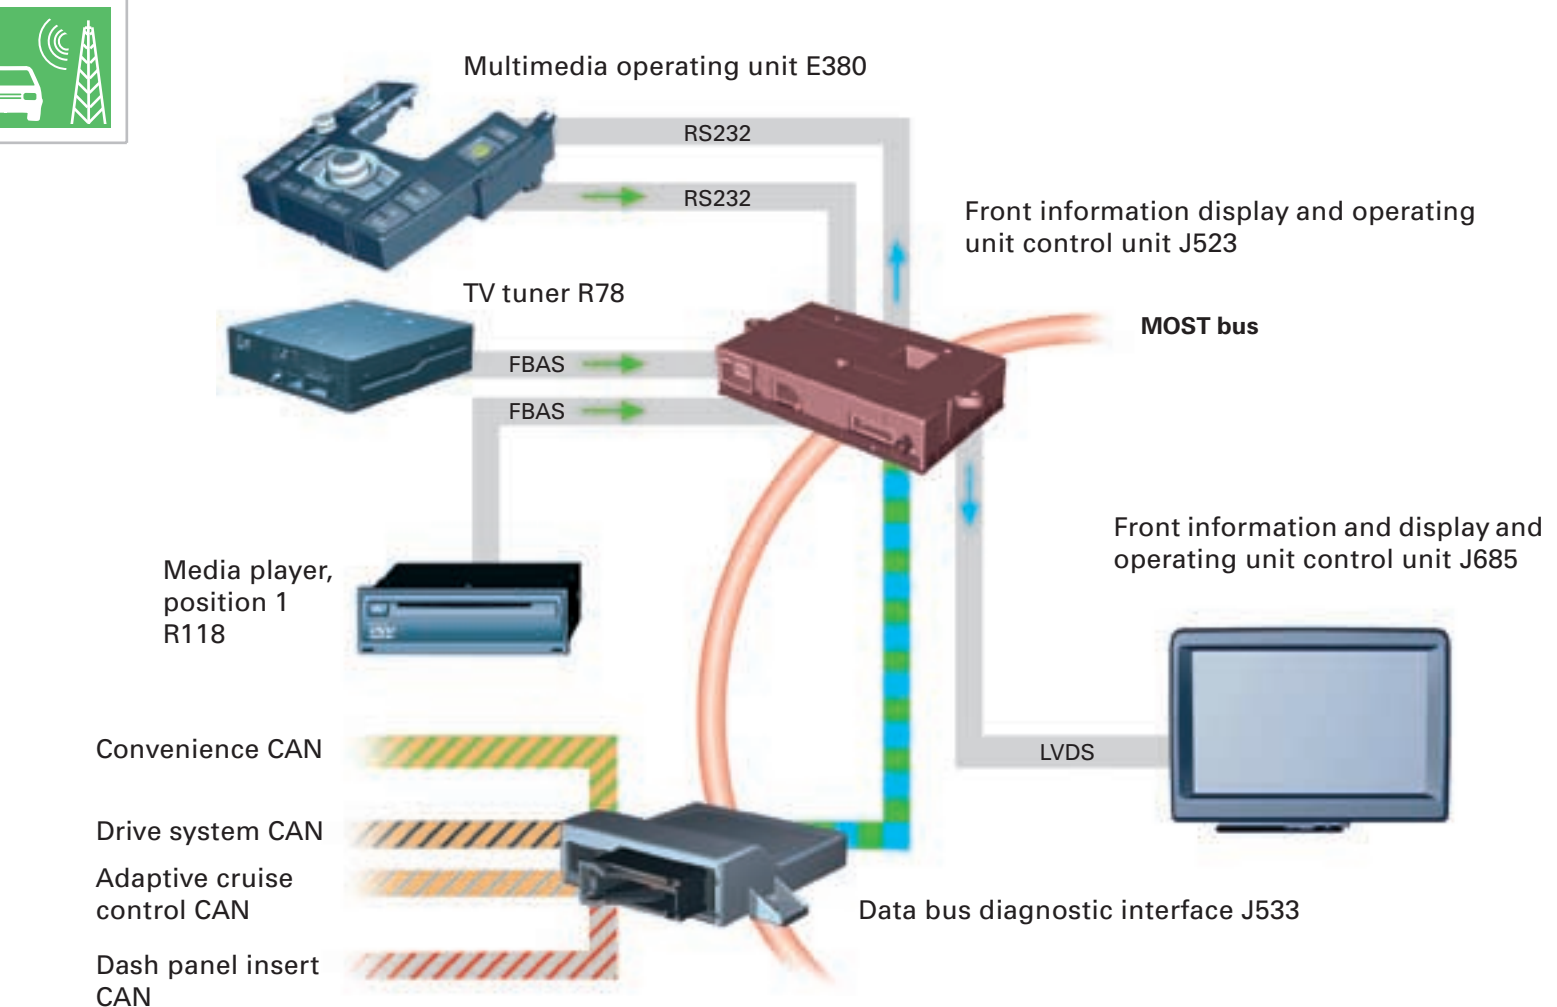 Multimedia operating unit E380
RS232
RS232
Front information display and operating
unit control unit J523
TV tuner R78
MOST bus
FBAS
FBAS
Front information and display and
operating unit control unit J685
Media player,
position 1
R118
LVDS
Convenience CAN
Drive system CAN
Adaptive cruise
control CAN
Data bus diagnostic interface J533
Dash panel insert
CAN